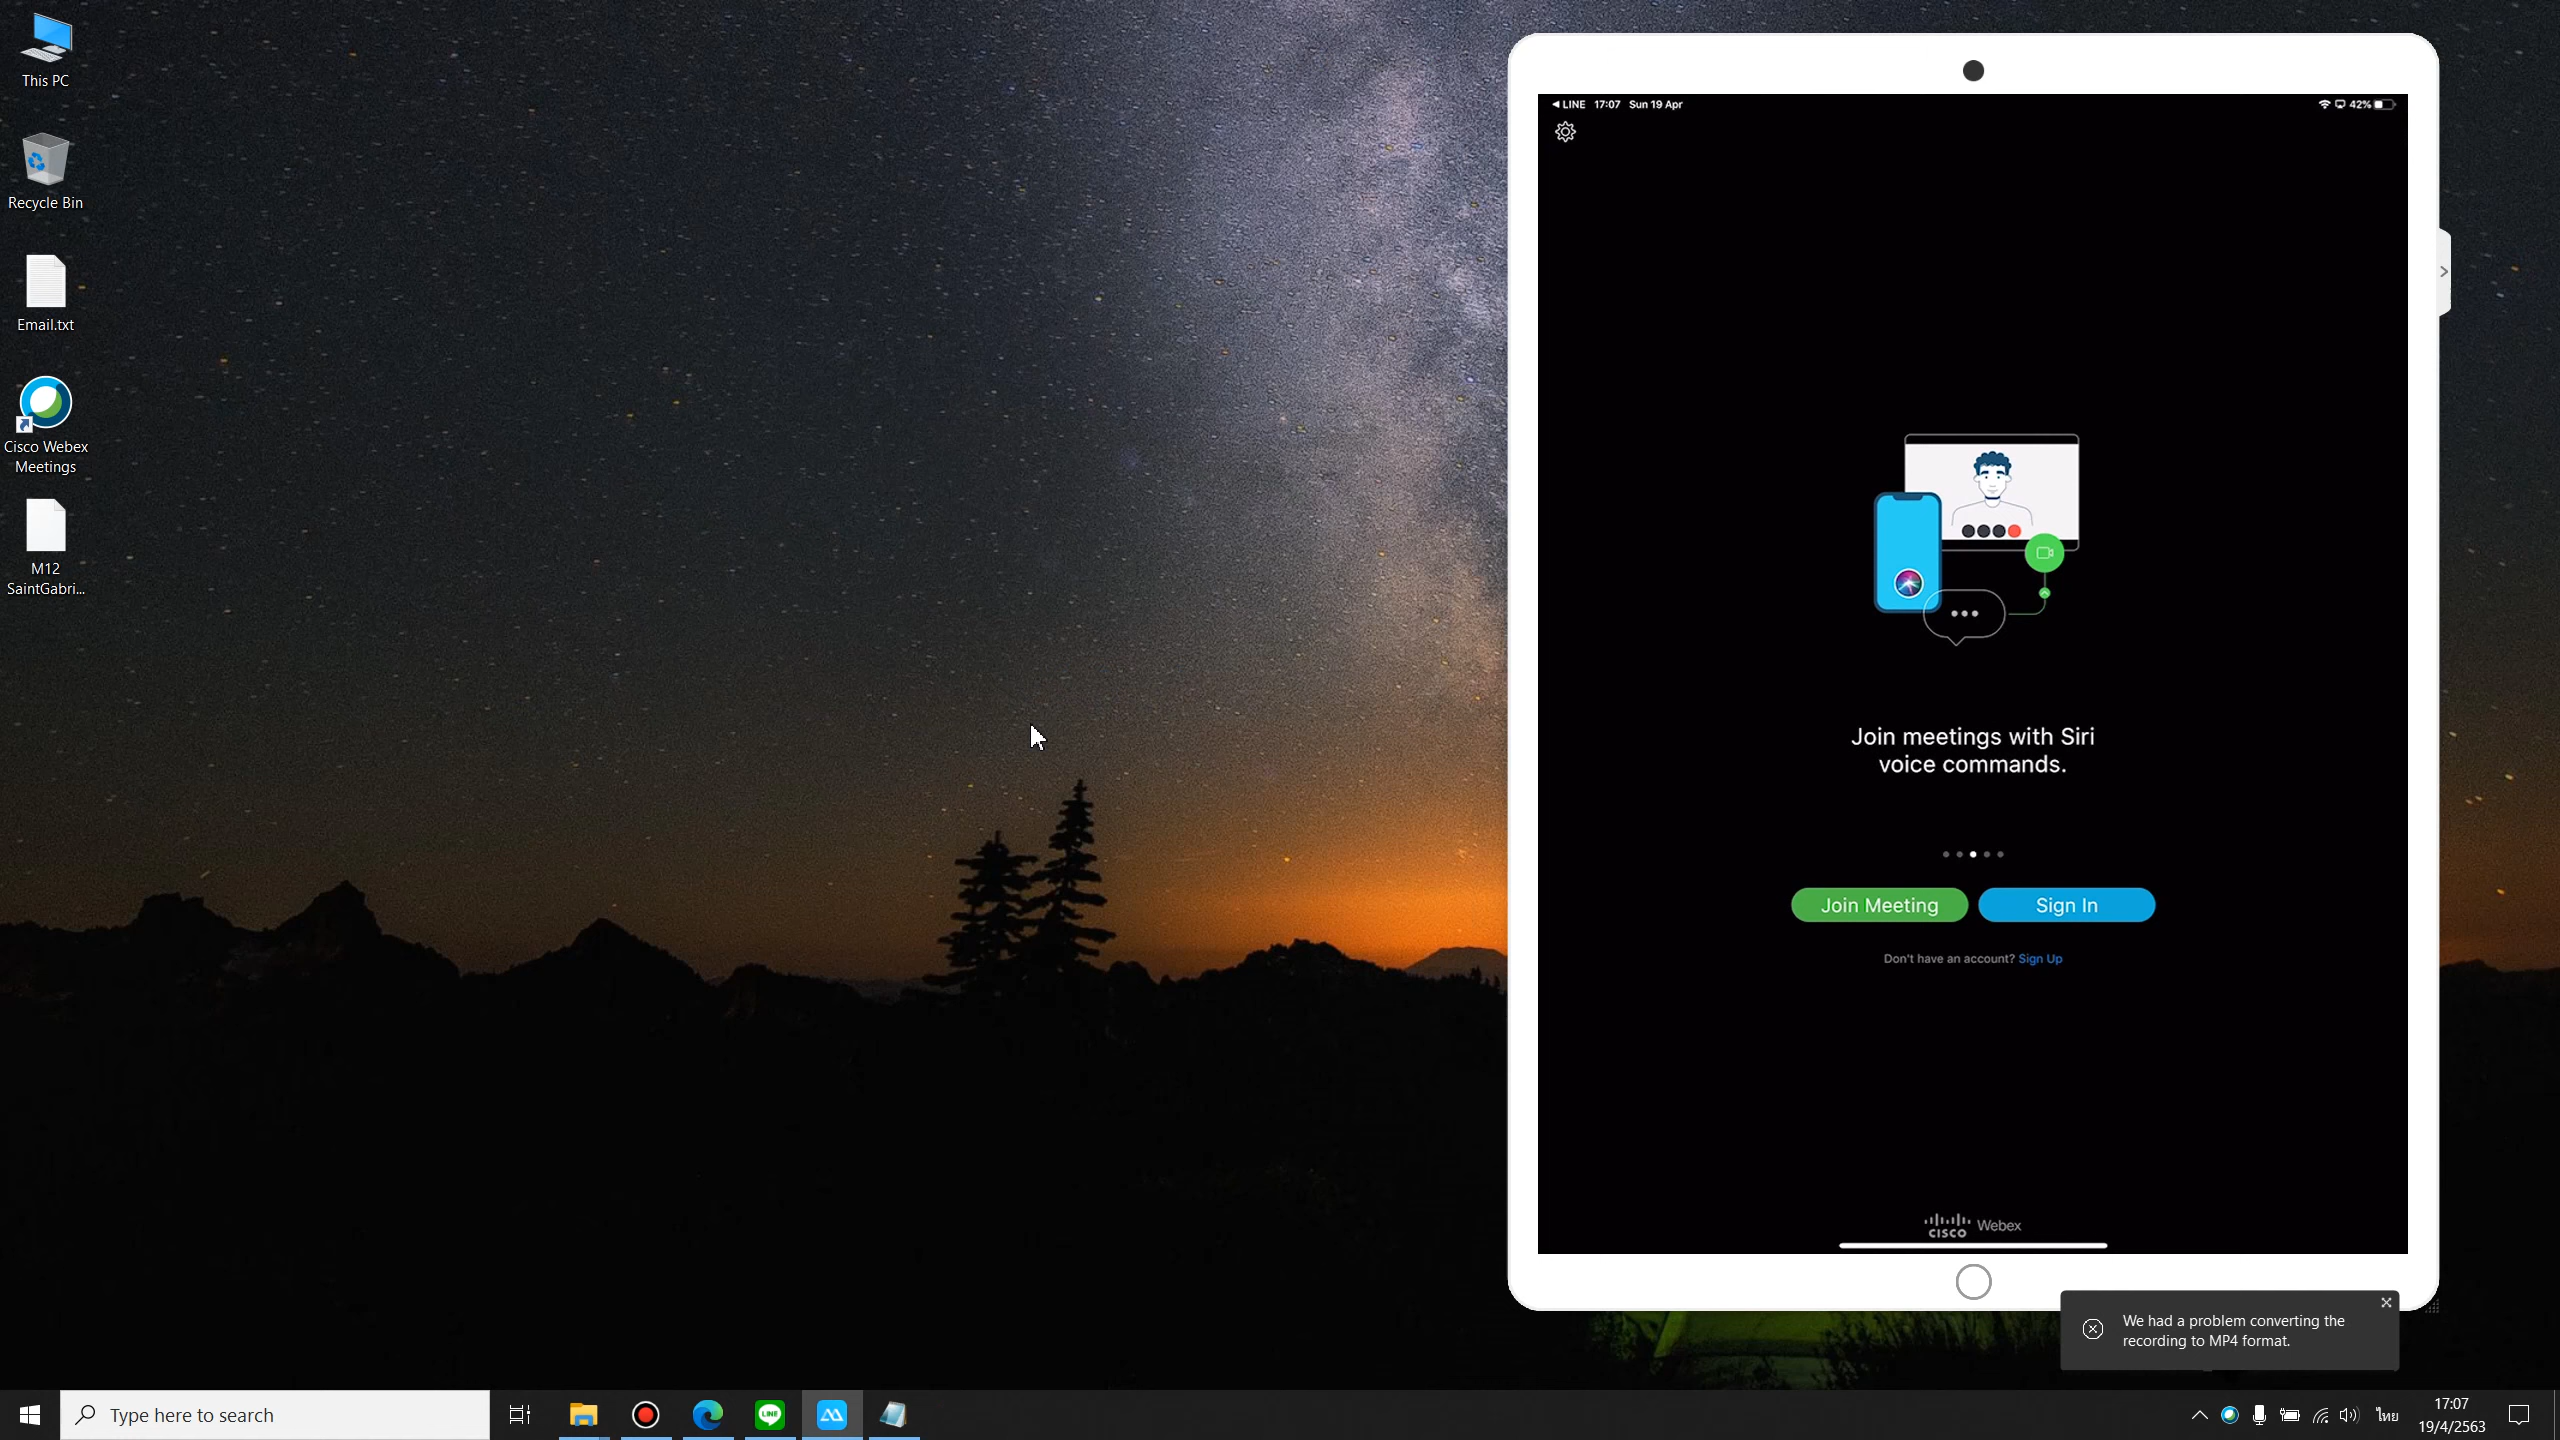 This PC
Recycle Bin
Email.txt
Cisco Webex
Meetings
M12
SaintGabri...
LINE 17:07 Sun 19 Apr
42%
Join meetings with Siri
voice commands.
Join Meeting
Sign In
Don't have an account? Sign Up
CISCO Webex
We had a problem converting the
recording to MP4 format.
Type here to search
LINE
ไทย
17:07
19/4/2563